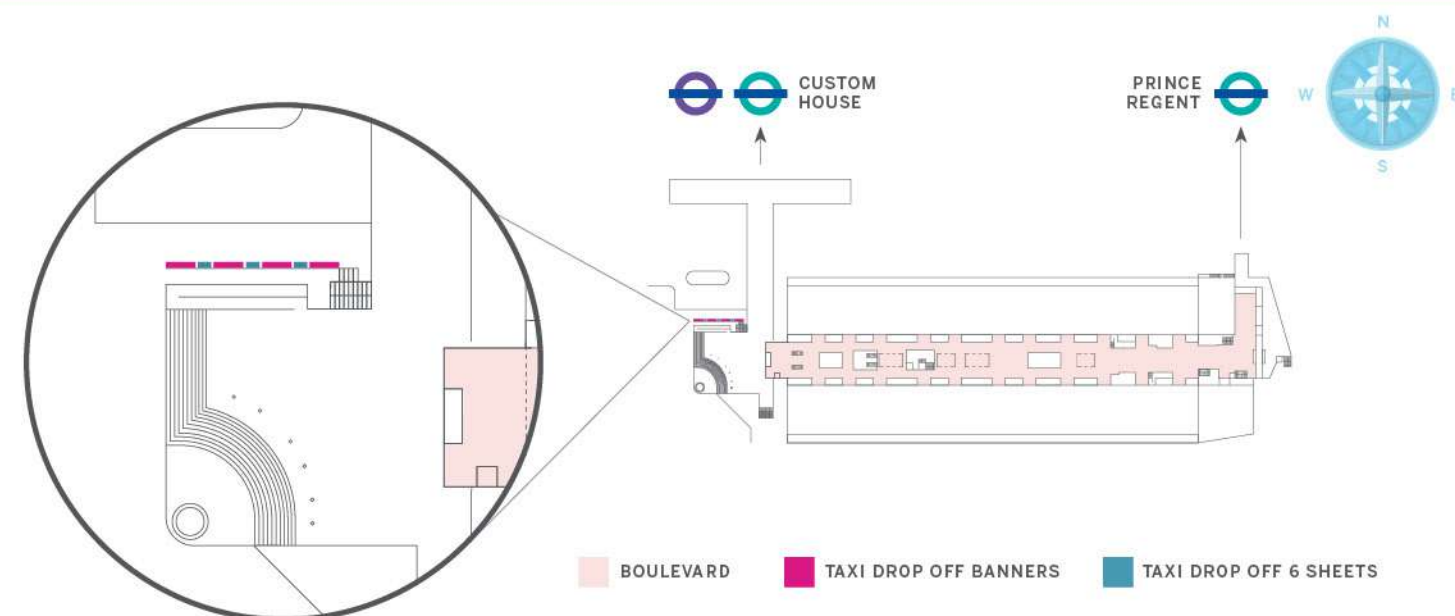 N
CUSTOM
HOUSE
PRINCE
REGENT
W
E
S
BOULEVARD
TAXI DROP OFF BANNERS
TAXI DROP OFF 6 SHEETS